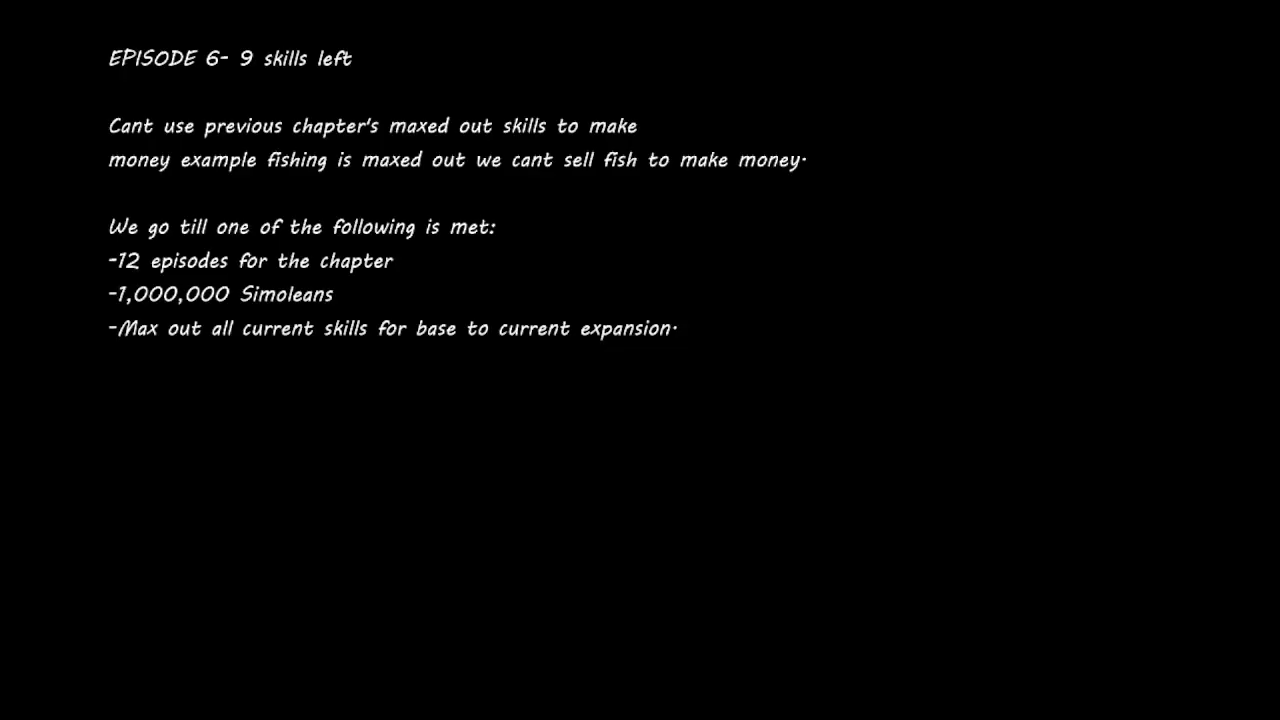 EPISODE 6- 9 skills left
Cant use previous chapter's maxed out skills to make
money example fishing is maxed out we cant sell fish to make money.
We go till one of the following is met:
-12 episodes for the chapter
-1,000,000 Simoleans
-Max out all current skills for base to current expansion.